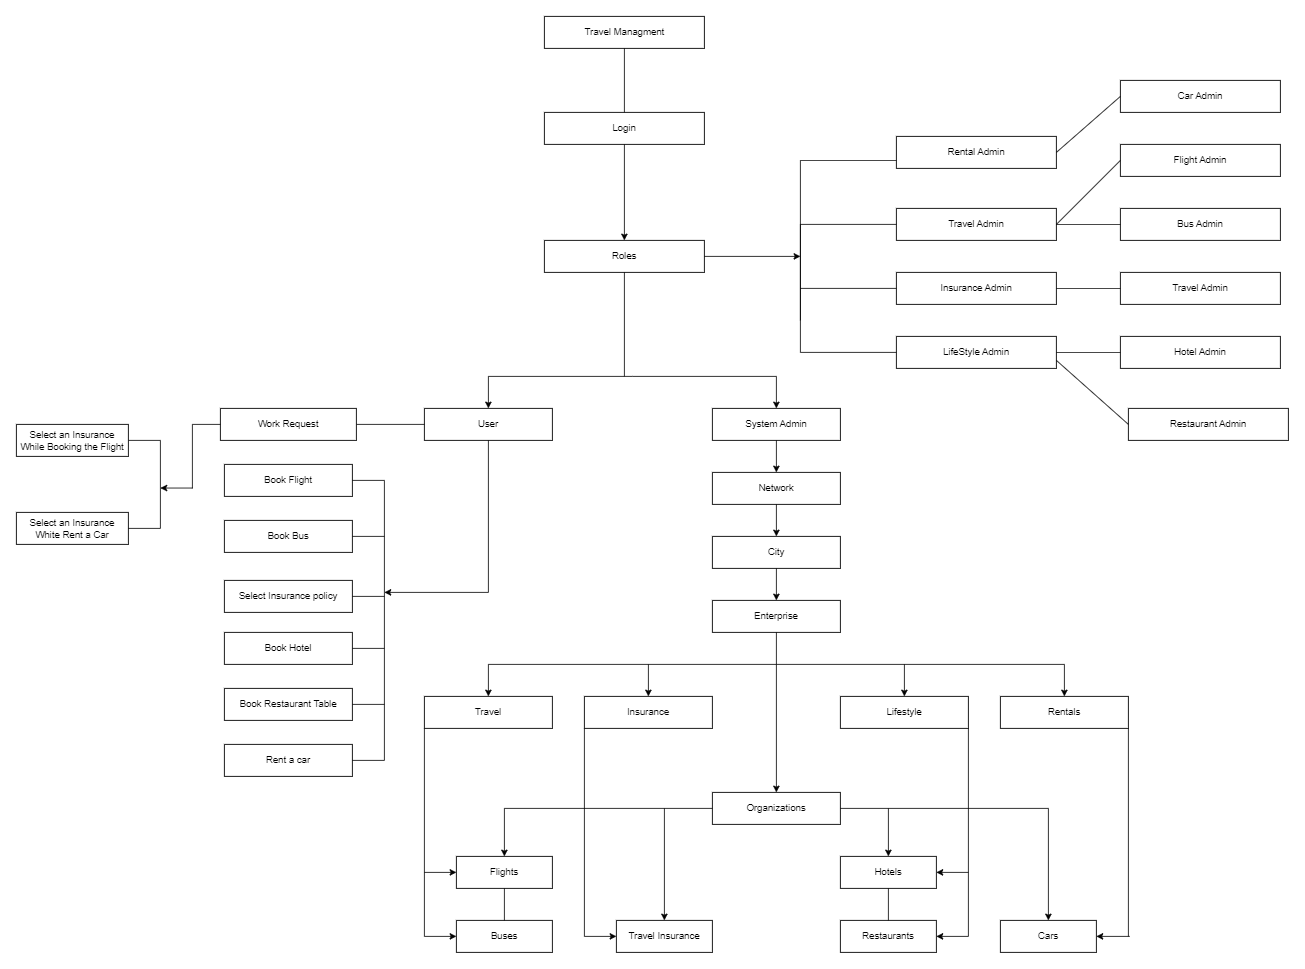 Travel Managment
Car Admin
Login
Rental Admin
Flight Admin
Travel Admin
Bus Admin
Roles
Insurance Admin
Travel Admin
LifeStyle Admin
Hotel Admin
Work Request
User
System Admin
Restaurant Admin
Select an Insurance
While Booking the Flight
Book Flight
Network
Select an Insurance
White Rent a Car
Book Bus
City
Select Insurance policy
Enterprise
Book Hotel
Book Restaurant Table
Travel
Insurance
Lifestyle
Rentals
Rent a car
Organizations
Flights
Hotels
Buses
Travel Insurance
Restaurants
Cars